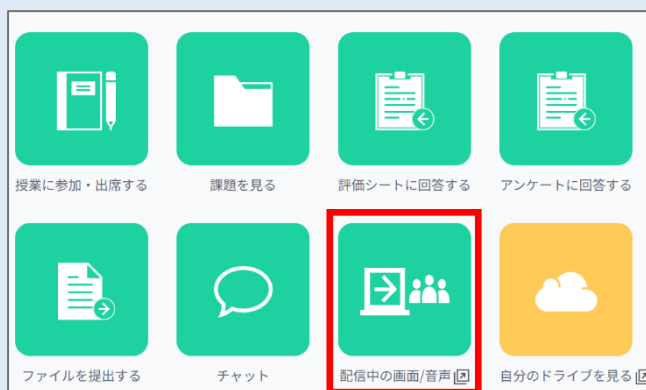 授業に参加・出席する
課題を見る
評価シートに回答する
アンケートに回答する
ファイルを提出する
チャット
配信中の画面/音声
自分のドライブを見る